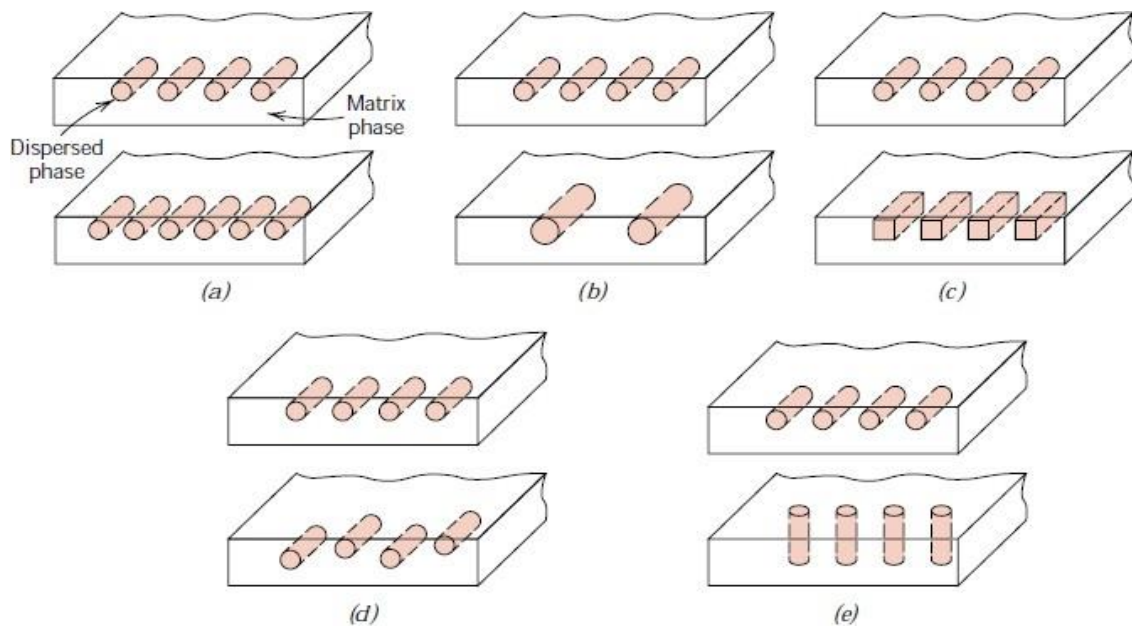 Matrix
phase
Dispersed
phase
(a)
(b)
(c)
(d)
(e)